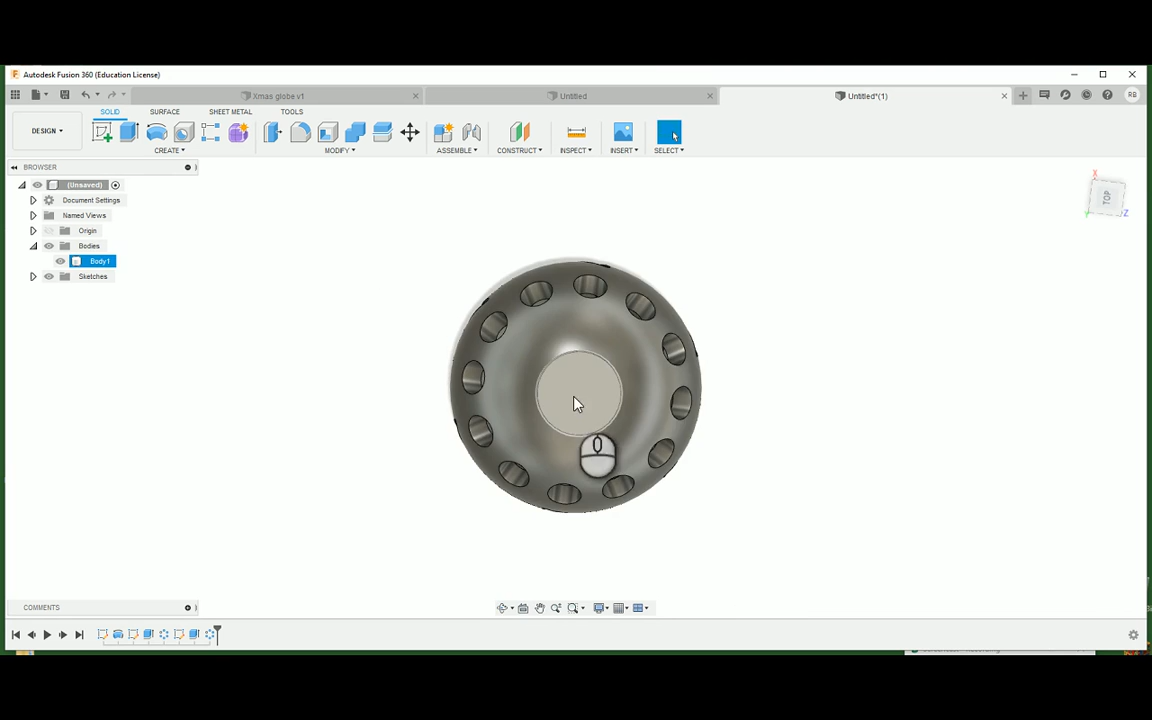 Autodesk Fusion 360 (Education License)
Xmas globe v1
Untitled
Untitled*(1)
RB
SOLID
SURFACE
SHEET METAL
TOOLS
DESIGN
CREATE
MODIFY
ASSEMBLE
CONSTRUCT
INSPECT
INSERT
SELECT
BROWSER
(Unsaved)
Document Settings
Named Views
Origin
Bodies
Body1
Sketches
X
TOP
Y
Z
COMMENTS